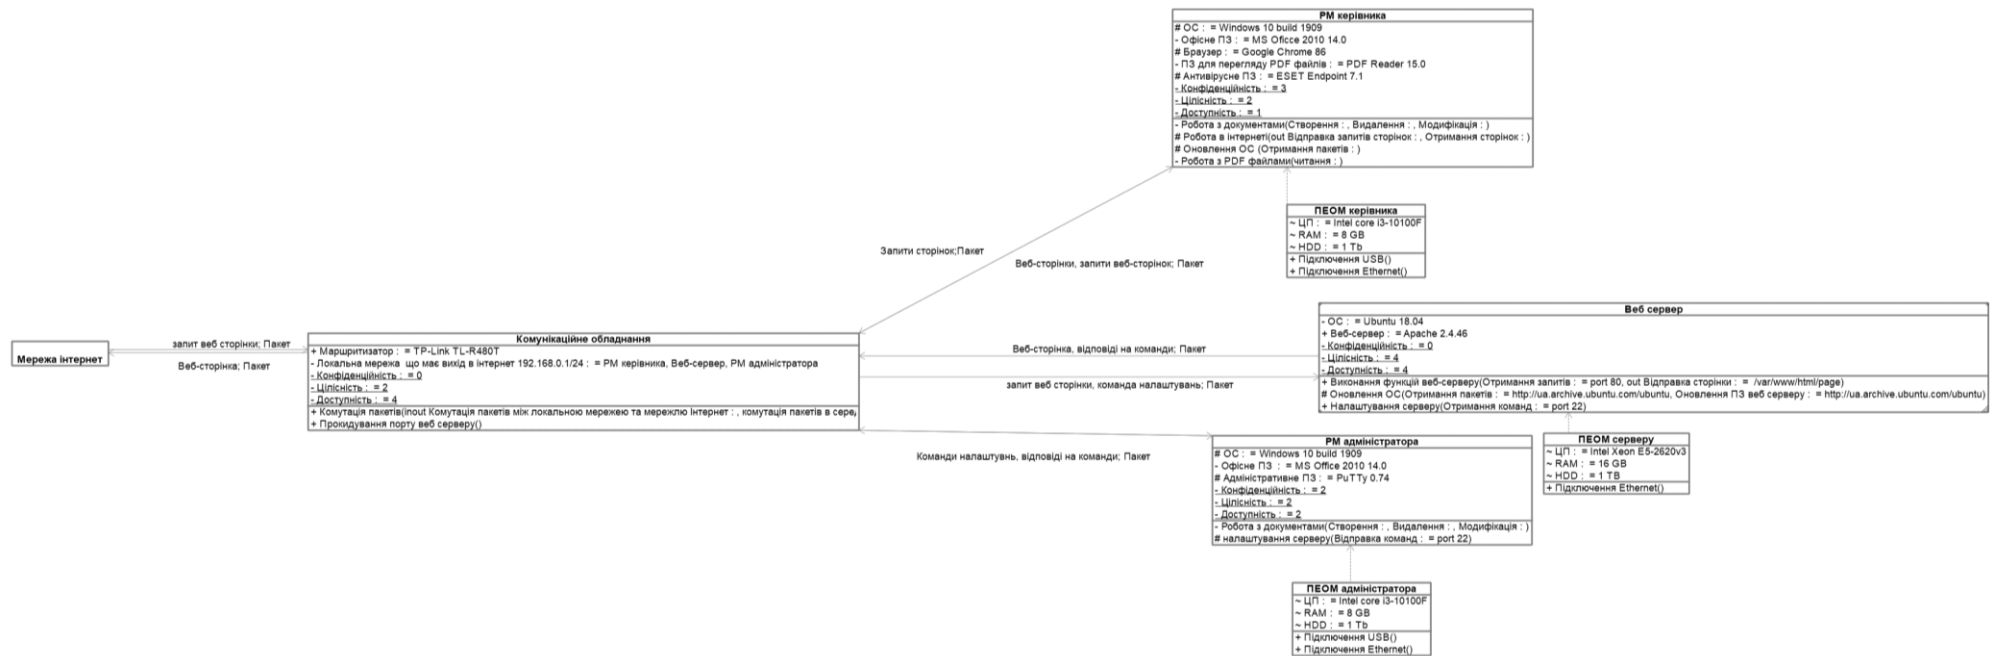 РМ керівника
# ОС :  = Windows 10 build 1909
- Офісне ПЗ :  = MS Oficce 2010 14.0
# Браузер :  = Google Chrome 86
- ПЗ для перегляду PDF файлів :  = PDF Reader 15.0
# Антивірусне ПЗ :  = ESET Endpoint 7.1
- Конфіденційність :  = 3
- Цілісність :  = 2
- Доступність :  = 1
- Робота з документами(Створення : , Видалення : , Модифікація : )
# Робота в інтернеті(out Відправка запитів сторінок : , Отримання сторінок : )
# Оновлення ОС (Отримання пакетів : )
- Робота з PDF файлами(читання : )
ПЕОМ керівника
~ ЦП :  = Intel core i3-10100F
~ RAM :  = 8 GB
~ HDD :  = 1 Tb
+ Підключення USB()
+ Підключення Ethernet()
Запити сторінок;Пакет
Веб-сторінки, запити веб-сторінок; Пакет
Мережа інтернет
запит веб сторінки; Пакет
Веб-сторінка; Пакет
Комунікаційне обладнання
+ Маршритизатор :  = TP-Link TL-R480T
- Локальна мережа  що має вихід в інтернет 192.168.0.1/24 :  = РМ керівника, Веб-сервер, РМ адміністратора
- Конфіденційність :  = 0
- Цілісність :  = 2
- Доступність :  = 4
+ Комутація пакетів(inout Комутація пакетів між локальною мережею та мережлю Інтернет : , комутація пакетів в сере
+ Прокидування порту веб серверу()
Веб-сторінка, відповіді на команди; Пакет
запит веб сторінки, команда налаштувань; Пакет
Команди налаштувнь, відповіді на команди; Пакет
Веб сервер
- ОС :  = Ubuntu 18.04
+ Веб-сервер :  = Apache 2.4.46
- Конфіденційність :  = 0
- Цілісність :  = 4
- Доступність :  = 4
+ Виконання функцій веб-серверу(Отримання запитів :  = port 80, out Відправка сторінки :  =  /var/www/html/page)
# Оновлення ОС(Отримання пакетів :  = http://ua.archive.ubuntu.com/ubuntu, Оновлення ПЗ веб серверу :  = http://ua.archive.ubuntu.com/ubuntu)
+ Налаштування серверу(Отримання команд :  = port 22)
ПЕОМ серверу
~ ЦП :  = Intel Xeon E5-2620v3
~ RAM :  = 16 GB
~ HDD :  = 1 TB
+ Підключення Ethernet()
РМ адміністратора
# ОС :  = Windows 10 build 1909
- Офісне ПЗ  :  = MS Office 2010 14.0
# Адміністративне ПЗ :  = PuTTy 0.74
- Конфіденційність :  = 2
- Цілісність :  = 2
- Доступність :  = 2
- Робота з документами(Створення : , Видалення : , Модифікація : )
# налаштування серверу(Відправка команд :  = port 22)
ПЕОМ адміністратора
~ ЦП :  = Intel core i3-10100F
~ RAM :  = 8 GB
~ HDD :  = 1 Tb
+ Підключення USB()
+ Підключення Ethernet()